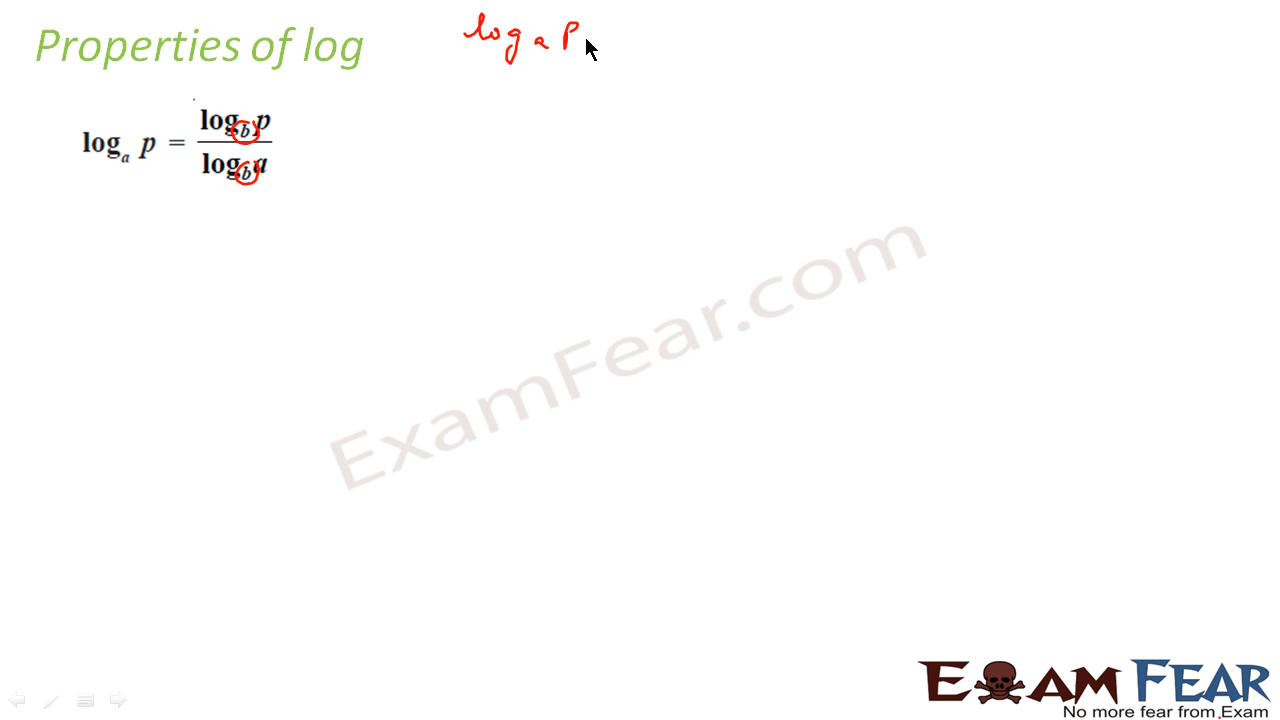 Properties of log
log a P
log_a p = log_b p / log_b a
ExamFear.com
EXAM FEAR
No more fear from Exam